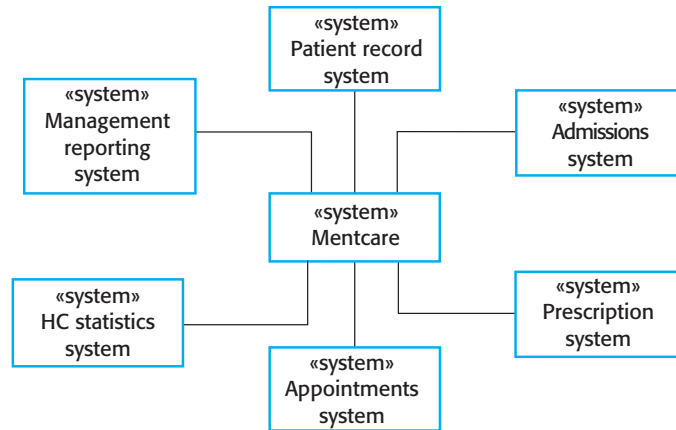 «system»
Patient record
system
«system»
Management
reporting
system
«system»
Admissions
system
«system»
Mentcare
«system»
HC statistics
system
«system»
Prescription
system
«system»
Appointments
system